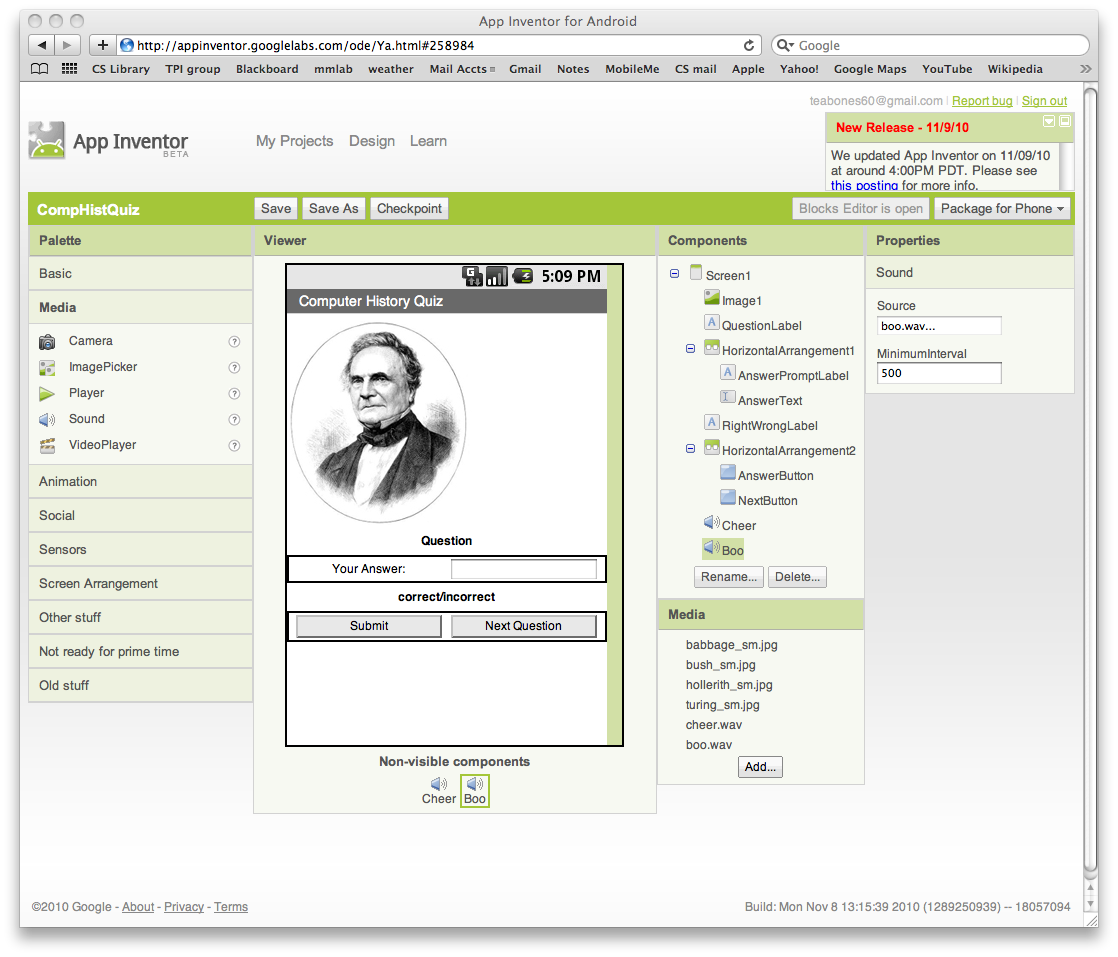 App Inventor for Android
http://appinventor.googlelabs.com/ode/Ya.html#258984
Google
CS Library TPI group Blackboard mmlab weather Mail Accts Gmail Notes MobileMe CS mail Apple Yahoo! Google Maps YouTube Wikipedia »
teabones60@gmail.com | Report bug | Sign out
App Inventor
BETA
My Projects Design Learn
New Release - 11/9/10
We updated App Inventor on 11/09/10
at around 4:00PM PDT. Please see
this posting for more info.
CompHistQuiz
Save Save As Checkpoint
Blocks Editor is open Package for Phone
Palette
Basic
Media
Camera ?
ImagePicker ?
Player ?
Sound ?
VideoPlayer ?
Animation
Social
Sensors
Screen Arrangement
Other stuff
Not ready for prime time
Old stuff
Viewer
G 5:09 PM
Computer History Quiz
Question
Your Answer:
correct/incorrect
Submit Next Question
Non-visible components
Cheer Boo
Components
Screen1
Image1
A QuestionLabel
HorizontalArrangement1
A AnswerPromptLabel
AnswerText
A RightWrongLabel
HorizontalArrangement2
AnswerButton
NextButton
Cheer
Boo
Rename... Delete...
Media
babbage_sm.jpg
bush_sm.jpg
hollerith_sm.jpg
turing_sm.jpg
cheer.wav
boo.wav
Add...
Properties
Sound
Source
boo.wav...
MinimumInterval
500
©2010 Google - About - Privacy - Terms
Build: Mon Nov 8 13:15:39 2010 (1289250939) -- 18057094